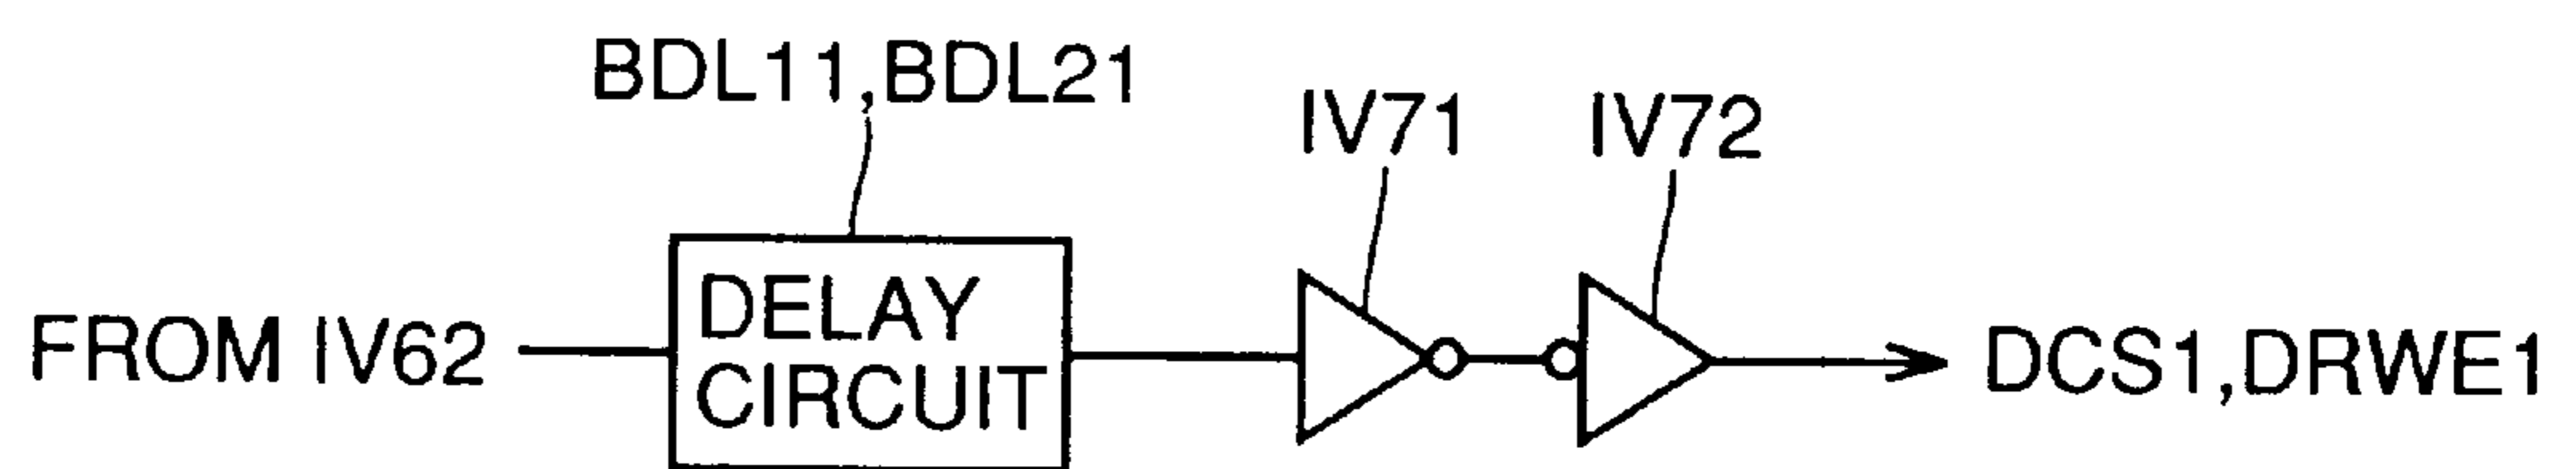 BDL11,BDL21
IV71
IV72
FROM IV62
DELAY
CIRCUIT
DCS1,DRWE1